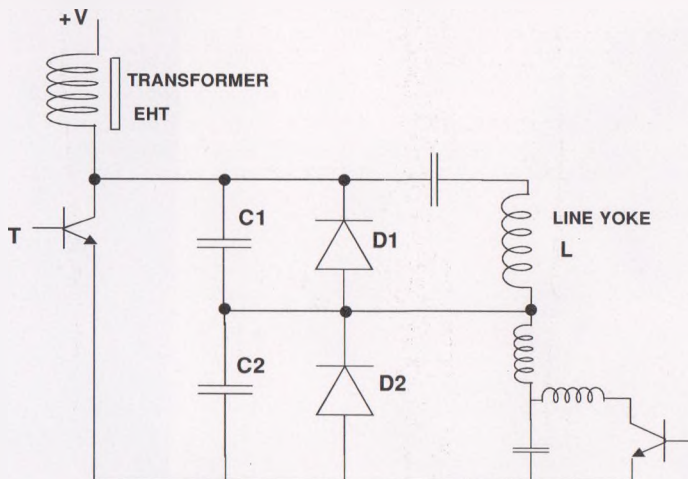 +V
TRANSFORMER
EHT
C1
D1
T
LINE YOKE
L
C2
D2